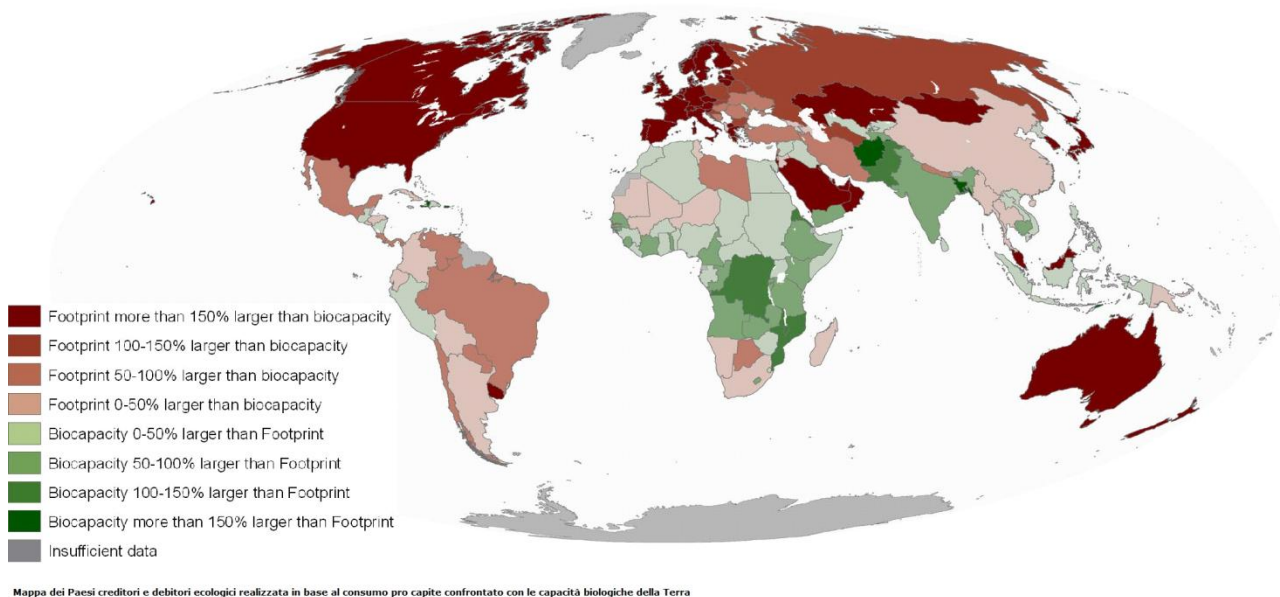 Footprint more than 150% larger than biocapacity
Footprint 100-150% larger than biocapacity
Footprint 50-100% larger than biocapacity
Footprint 0-50% larger than biocapacity
Biocapacity 0-50% larger than Footprint
Biocapacity 50-100% larger than Footprint
Biocapacity 100-150% larger than Footprint
Biocapacity more than 150% larger than Footprint
Insufficient data
Mappa dei Paesi creditori e debitori ecologici realizzata in base al consumo pro capite confrontato con le capacità biologiche della Terra